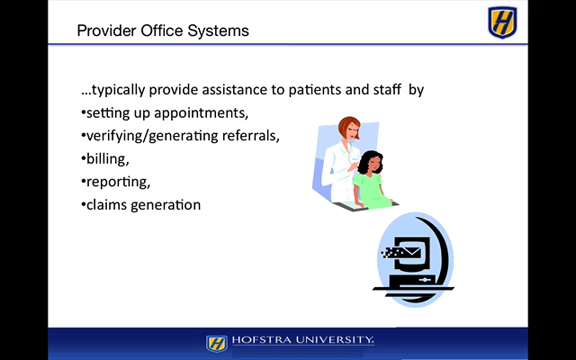 Provider Office Systems
…typically provide assistance to patients and staff by
•setting up appointments,
•verifying/generating referrals,
•billing,
•reporting,
•claims generation
HOFSTRA UNIVERSITY